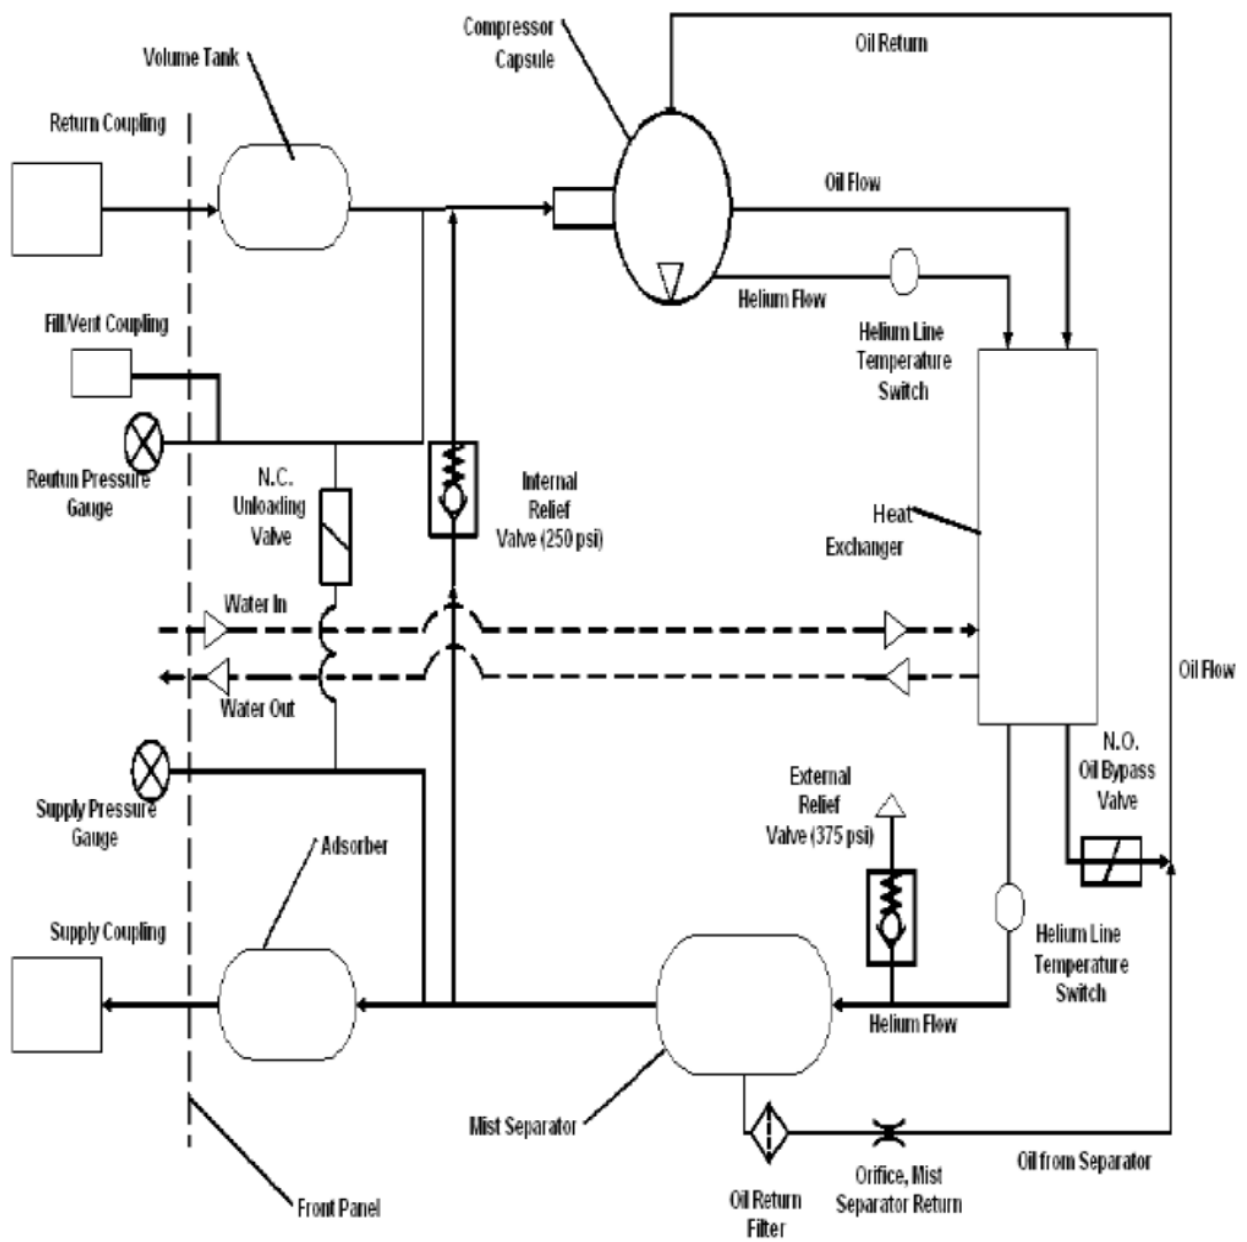 Compressor
Capsule
Oil Return
Volume Tank
Return Coupling
Oil Flow
Helium Flow
Fill/Vent Coupling
Helium Line
Temperature
Switch
Reutun Pressure
Gauge
N.C.
Unloading
Valve
Internal
Relief
Valve (250 psi)
Heat
Exchanger
Water In
Water Out
Oil Flow
N.O.
Oil Bypass
Valve
External
Relief
Valve (375 psi)
Supply Pressure
Gauge
Adsorber
Supply Coupling
Helium Line
Temperature
Switch
Helium Flow
Mist Separator
Oil from Separator
Orifice, Mist
Separator Return
Oil Return
Filter
Front Panel